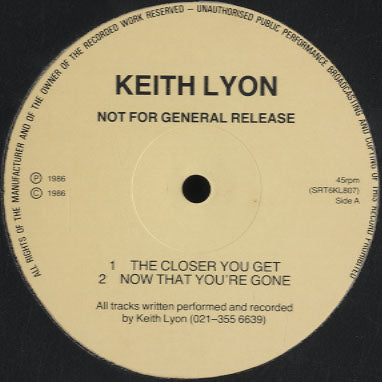 ALL RIGHTS OF THE MANUFACTURER AND OF THE OWNER OF THE RECORDED WORK RESERVED – UNAUTHORISED PUBLIC PERFORMANCE BROADCASTING AND COPYING OF THIS RECORD PROHIBITED
KEITH LYON
NOT FOR GENERAL RELEASE
Ⓟ 1986
© 1986
45rpm
(SRT6KL807)
Side A
1 THE CLOSER YOU GET
2 NOW THAT YOU'RE GONE
All tracks written performed and recorded
by Keith Lyon (021–355 6639)